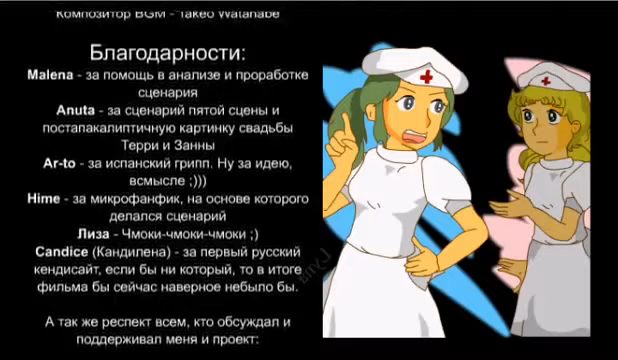 Композитор BGM - Takeo Watanabe
Благодарности:
Malena - за помощь в анализе и проработке
сценария
Anuta - за сценарий пятой сцены и
постапакалиптичную картинку свадьбы
Терри и Занны
Ar-to - за испанский грипп. Ну за идею,
всмысле ;)))
Hime - за микрофанфик, на основе которого
делался сценарий
Лиза - Чмоки-чмоки-чмоки ;)
Candice (Кандилена) - за первый русский
кендисайт, если бы ни который, то в итоге
фильма бы сейчас наверное небыло бы.
А так же респект всем, кто обсуждал и
поддерживал меня и проект: